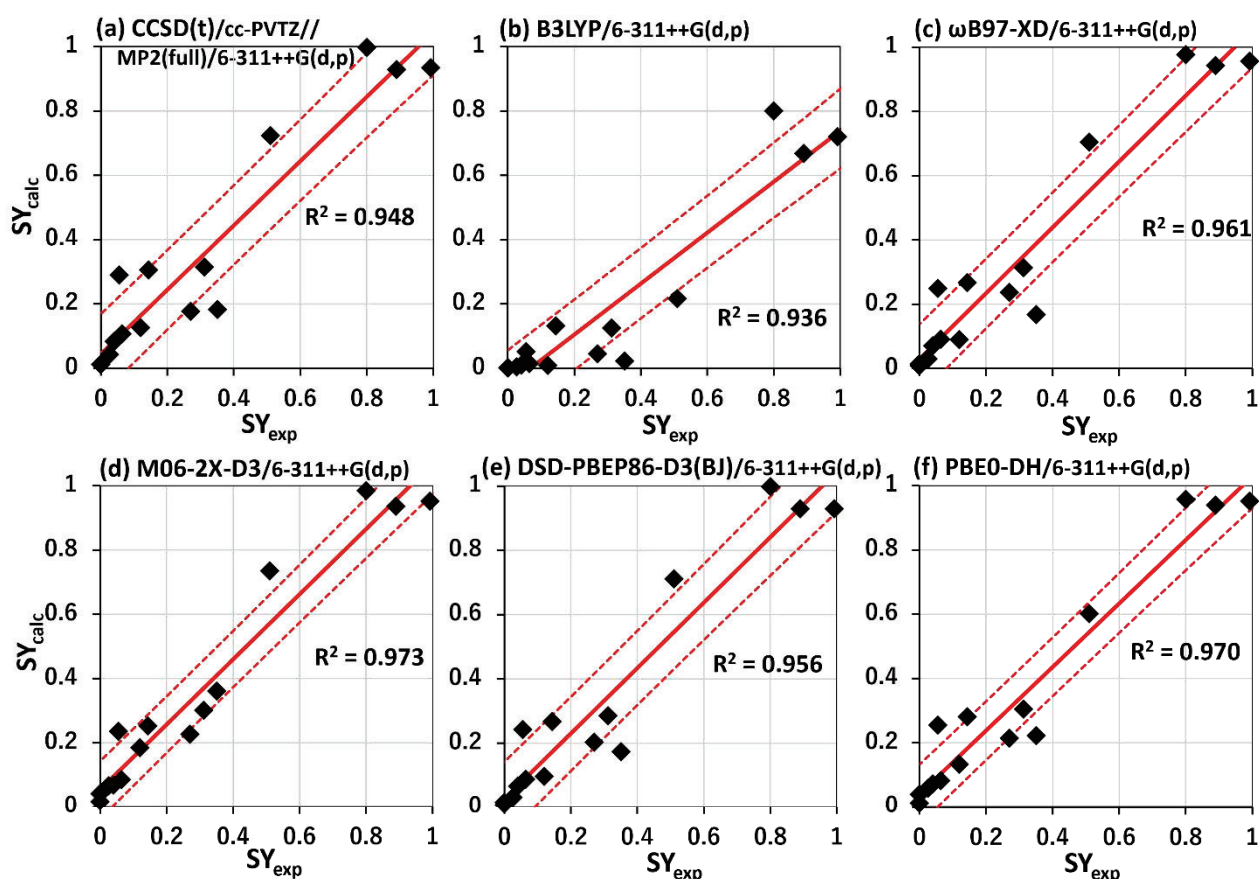 (a) CCSD(t)/cc-PVTZ//
MP2(full)/6-311++G(d,p)
1
0.8
0.6
0.4
0.2
0
SYcalc
R² = 0.948
0 0.2 0.4 0.6 0.8 1
SYexp
(b) B3LYP/6-311++G(d,p)
1
0.8
0.6
0.4
0.2
0
R² = 0.936
0 0.2 0.4 0.6 0.8 1
SYexp
(c) ωB97-XD/6-311++G(d,p)
1
0.8
0.6
0.4
0.2
0
R² = 0.961
0 0.2 0.4 0.6 0.8 1
SYexp
(d) M06-2X-D3/6-311++G(d,p)
1
0.8
0.6
0.4
0.2
0
SYcalc
R² = 0.973
0 0.2 0.4 0.6 0.8 1
SYexp
(e) DSD-PBEP86-D3(BJ)/6-311++G(d,p)
1
0.8
0.6
0.4
0.2
0
R² = 0.956
0 0.2 0.4 0.6 0.8 1
SYexp
(f) PBE0-DH/6-311++G(d,p)
1
0.8
0.6
0.4
0.2
0
R² = 0.970
0 0.2 0.4 0.6 0.8 1
SYexp